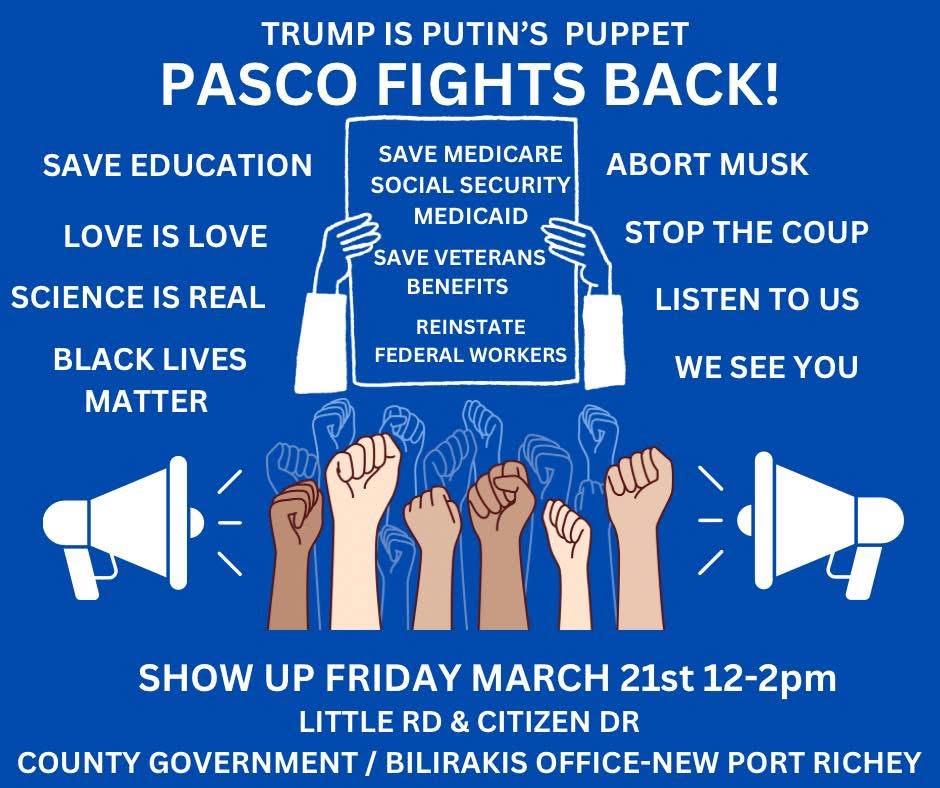 TRUMP IS PUTIN'S PUPPET
PASCO FIGHTS BACK!
SAVE EDUCATION
LOVE IS LOVE
SCIENCE IS REAL
BLACK LIVES
MATTER
SAVE MEDICARE
SOCIAL SECURITY
MEDICAID
SAVE VETERANS
BENEFITS
REINSTATE
FEDERAL WORKERS
ABORT MUSK
STOP THE COUP
LISTEN TO US
WE SEE YOU
SHOW UP FRIDAY MARCH 21st 12-2pm
LITTLE RD & CITIZEN DR
COUNTY GOVERNMENT / BILIRAKIS OFFICE-NEW PORT RICHEY